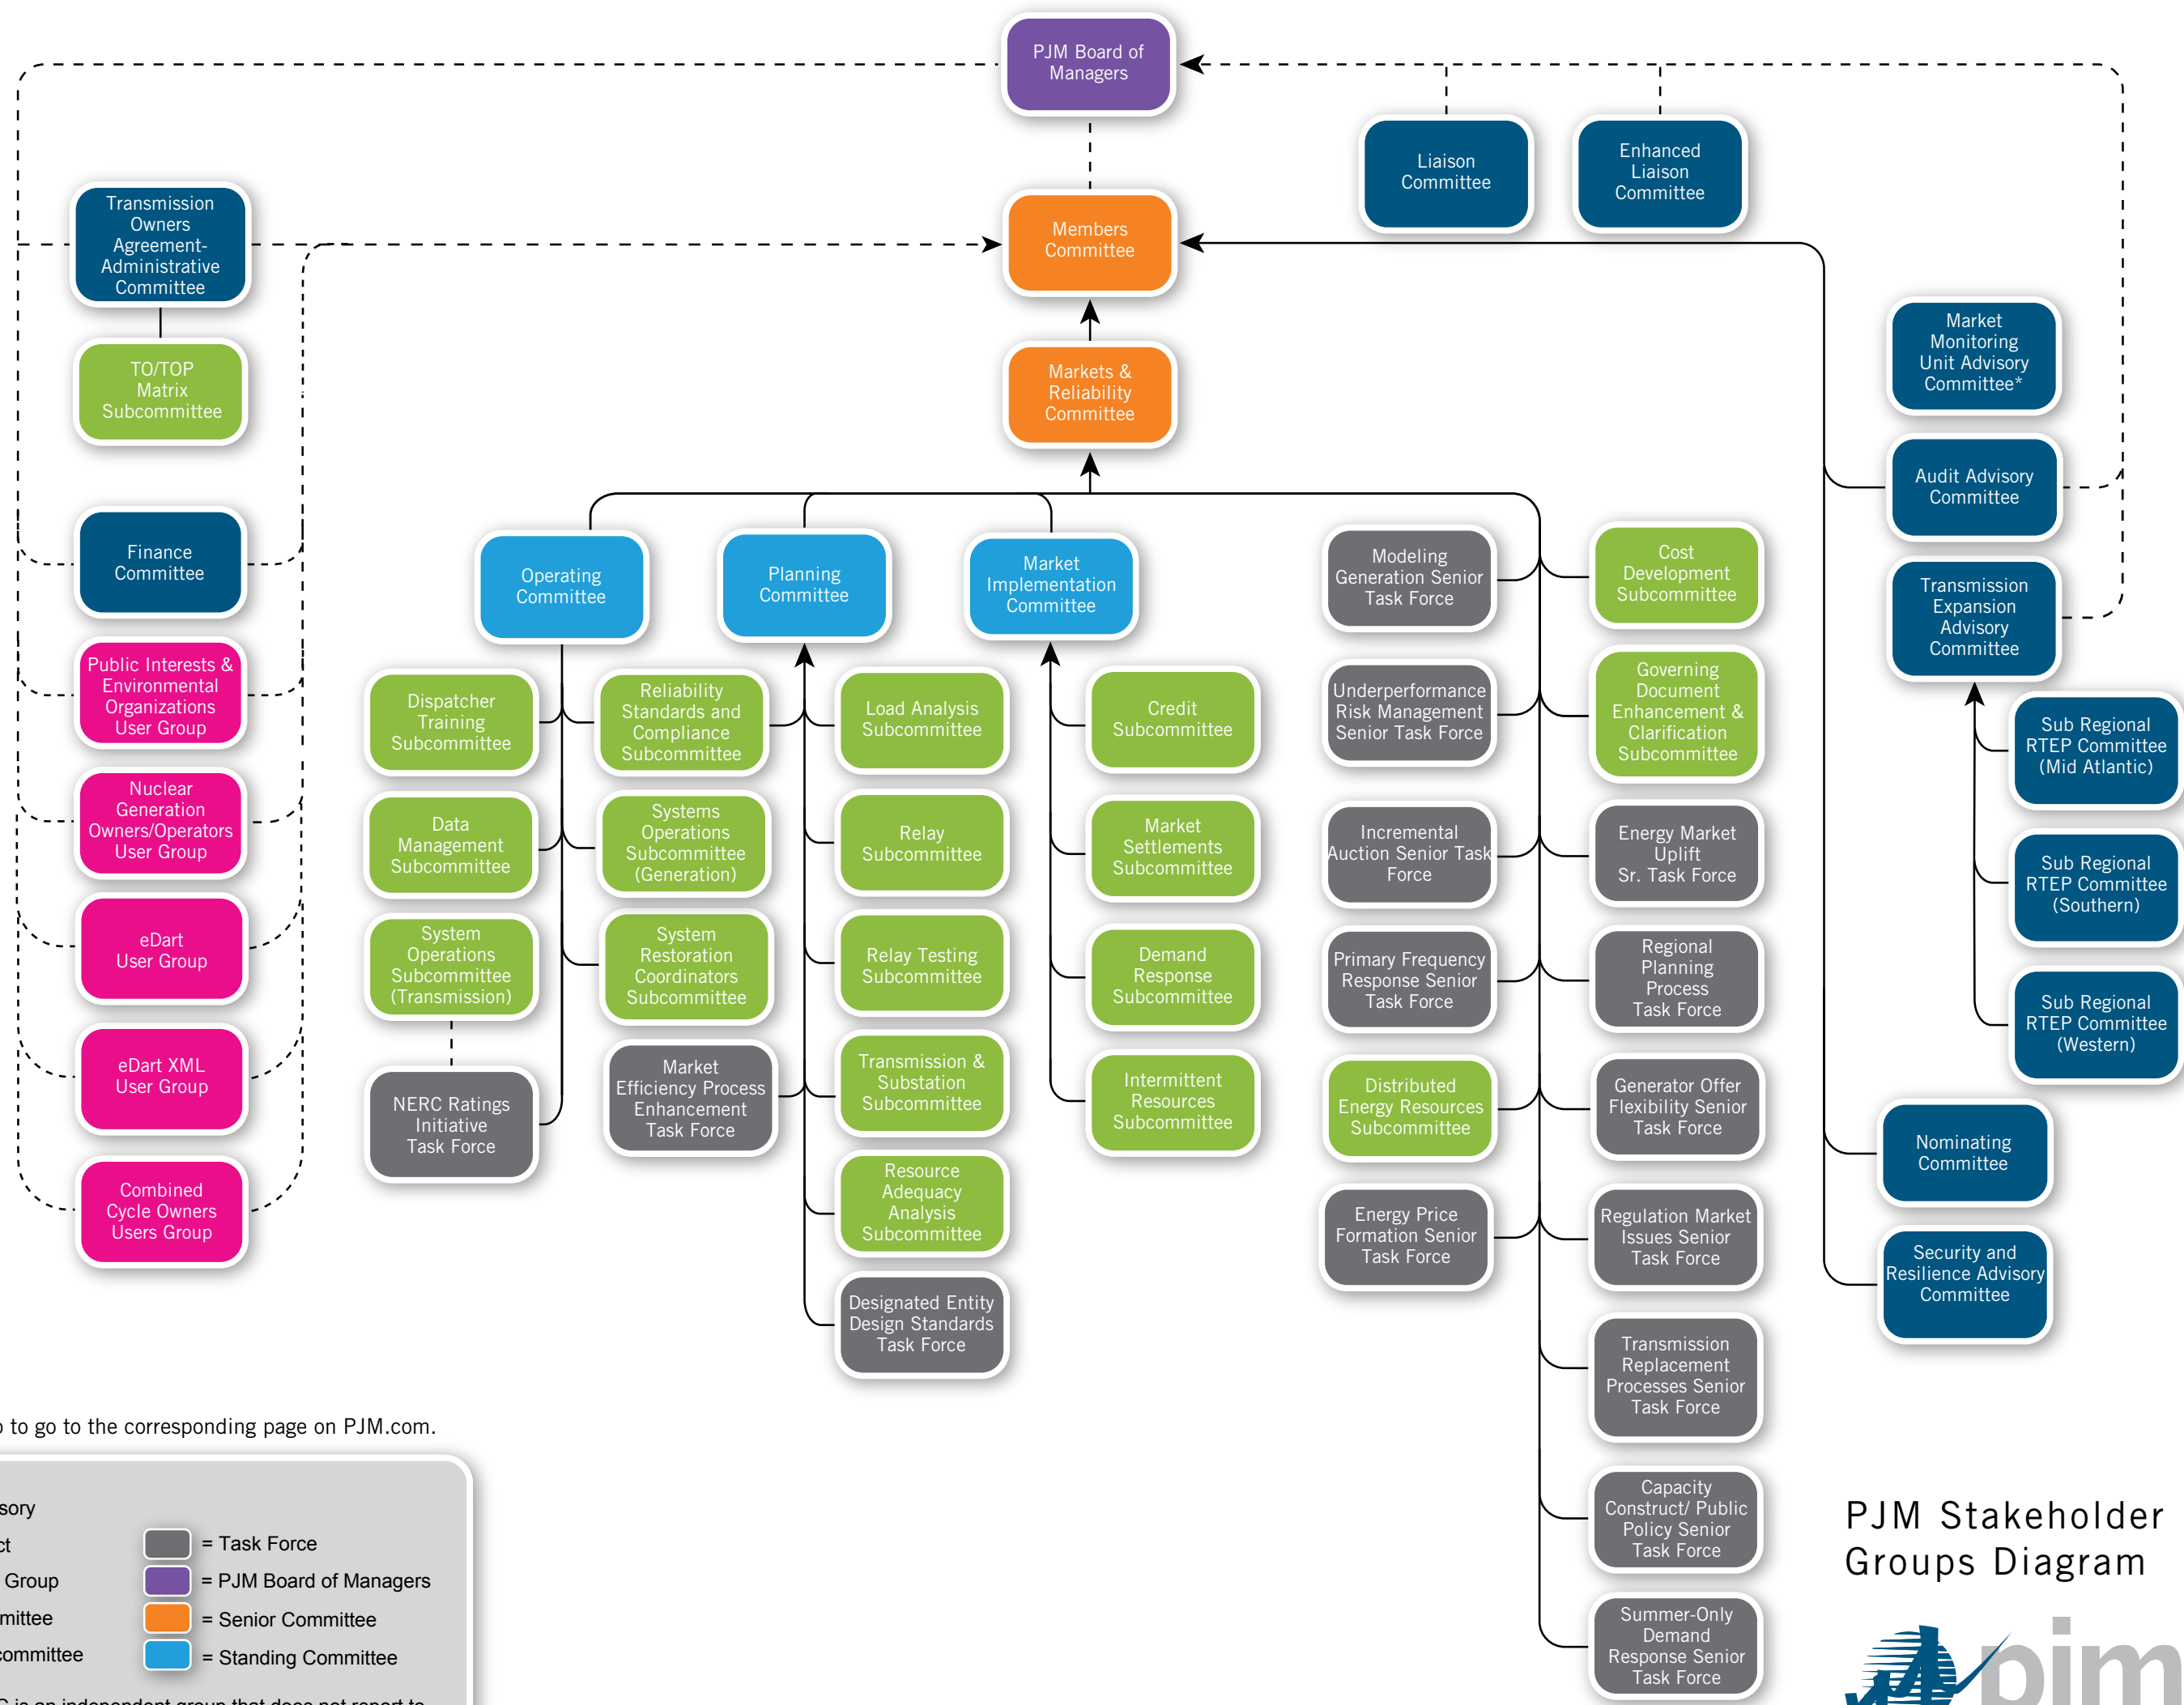 PJM Board of
Managers
Liaison
Committee
Enhanced
Liaison
Committee
Transmission
Owners
Agreement-
Administrative
Committee
Members
Committee
TO/TOP
Matrix
Subcommittee
Markets &
Reliability
Committee
Market
Monitoring
Unit Advisory
Committee*
Audit Advisory
Committee
Transmission
Expansion
Advisory
Committee
Finance
Committee
Public Interests &
Environmental
Organizations
User Group
Nuclear
Generation
Owners/Operators
User Group
eDart
User Group
eDart XML
User Group
Combined
Cycle Owners
Users Group
Operating
Committee
Planning
Committee
Market
Implementation
Committee
Dispatcher
Training
Subcommittee
Reliability
Standards and
Compliance
Subcommittee
Data
Management
Subcommittee
Systems
Operations
Subcommittee
(Generation)
System
Operations
Subcommittee
(Transmission)
System
Restoration
Coordinators
Subcommittee
NERC Ratings
Initiative
Task Force
Market
Efficiency Process
Enhancement
Task Force
Load Analysis
Subcommittee
Relay
Subcommittee
Relay Testing
Subcommittee
Transmission &
Substation
Subcommittee
Resource
Adequacy
Analysis
Subcommittee
Designated Entity
Design Standards
Task Force
Credit
Subcommittee
Market
Settlements
Subcommittee
Demand
Response
Subcommittee
Intermittent
Resources
Subcommittee
Modeling
Generation Senior
Task Force
Cost
Development
Subcommittee
Underperformance
Risk Management
Senior Task Force
Governing
Document
Enhancement &
Clarification
Subcommittee
Incremental
Auction Senior Task
Force
Energy Market
Uplift
Sr. Task Force
Primary Frequency
Response Senior
Task Force
Regional
Planning
Process
Task Force
Distributed
Energy Resources
Subcommittee
Generator Offer
Flexibility Senior
Task Force
Energy Price
Formation Senior
Task Force
Regulation Market
Issues Senior
Task Force
Transmission
Replacement
Processes Senior
Task Force
Capacity
Construct/ Public
Policy Senior
Task Force
Summer-Only
Demand
Response Senior
Task Force
Sub Regional
RTEP Committee
(Mid Atlantic)
Sub Regional
RTEP Committee
(Southern)
Sub Regional
RTEP Committee
(Western)
Nominating
Committee
Security and
Resilience Advisory
Committee
to go to the corresponding page on PJM.com.
= Task Force
Group
= PJM Board of Managers
= Senior Committee
= Standing Committee
is an independent group that does not report to
PJM Stakeholder
Groups Diagram
pjm